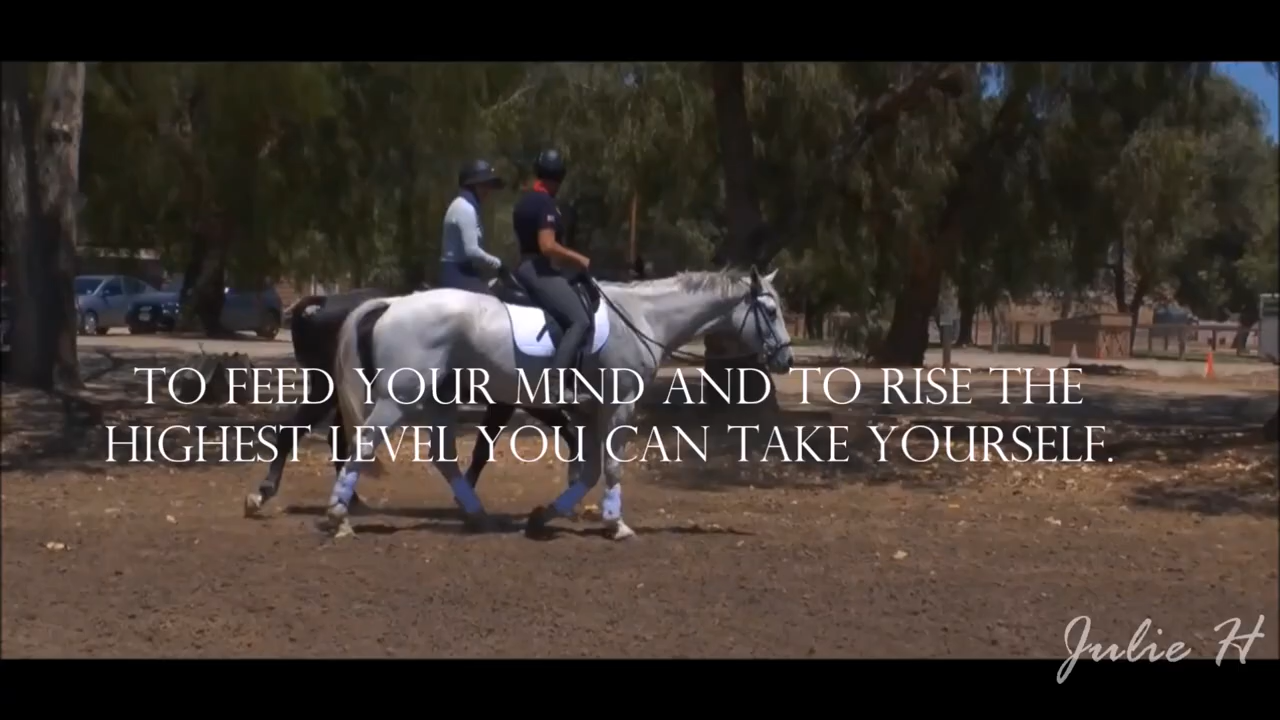 TO FEED YOUR MIND AND TO RISE THE
HIGHEST LEVEL YOU CAN TAKE YOURSELF.
Julie H